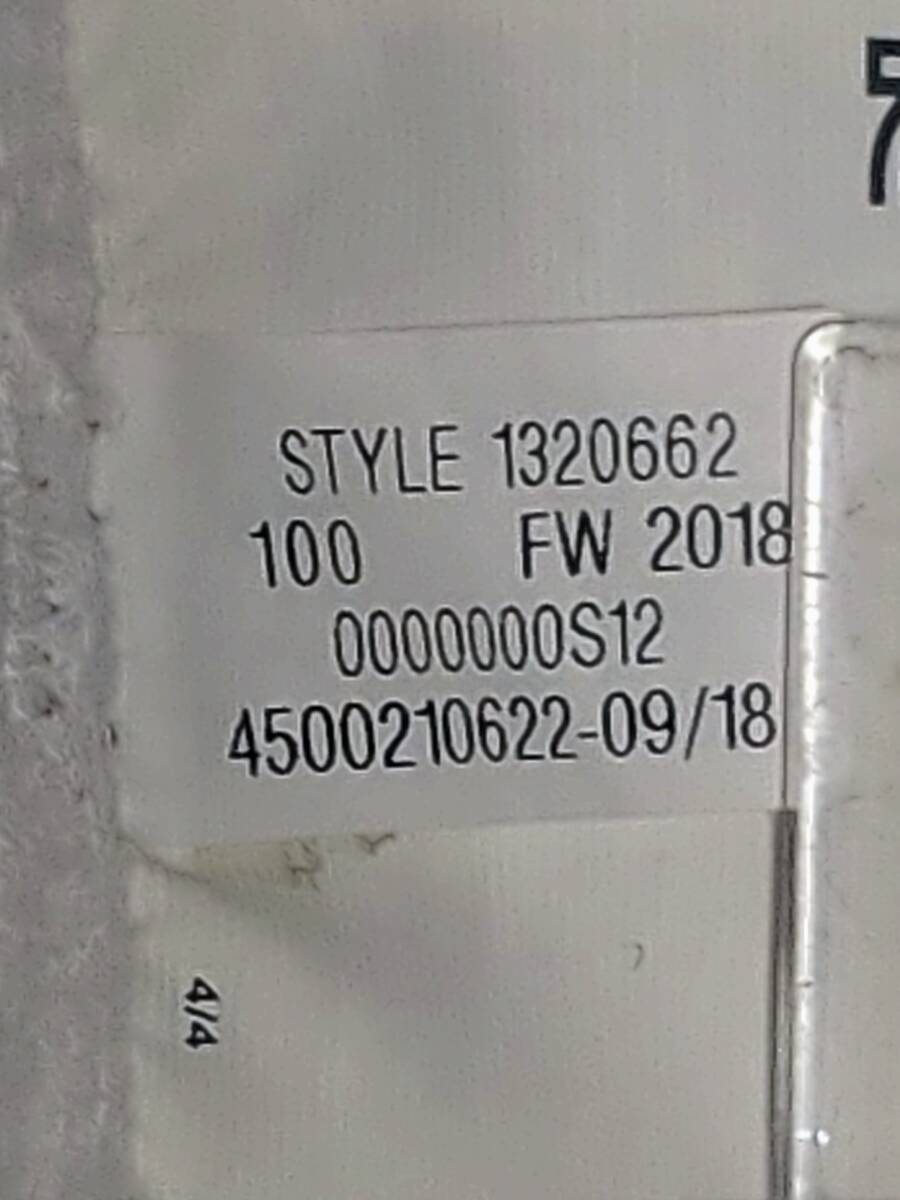 STYLE 1320662
100 FW 2018
0000000S12
4500210622-09/18
4/4